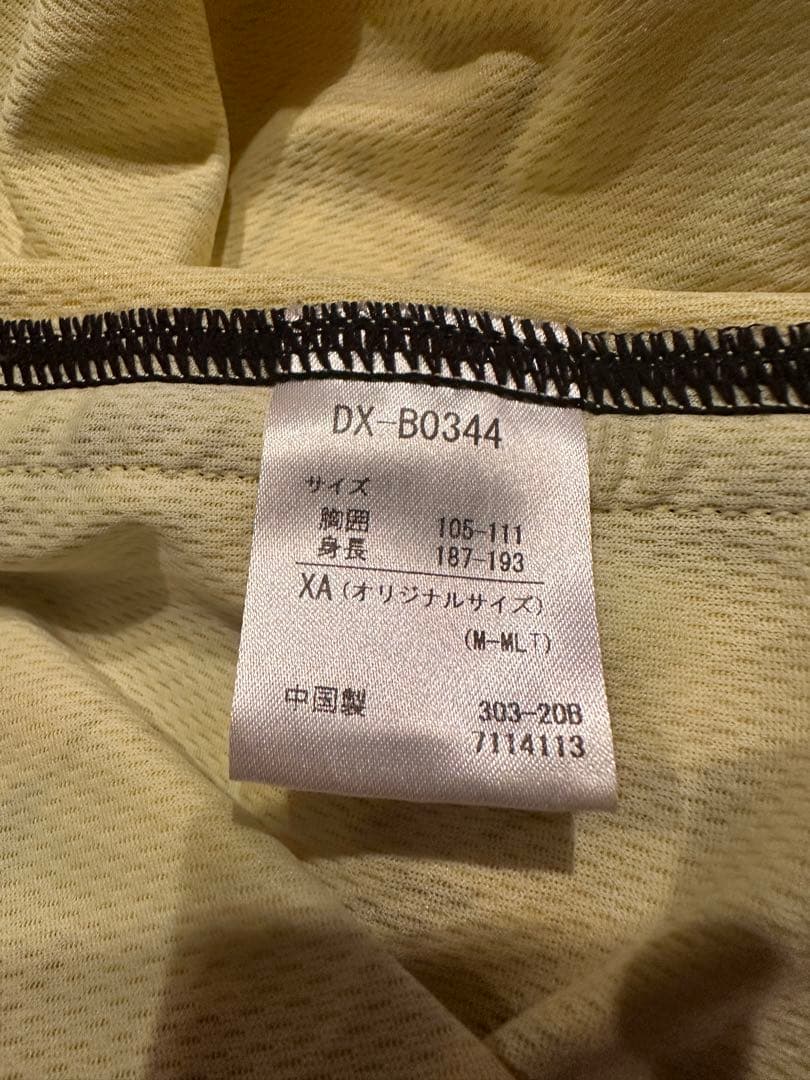 DX-B0344
サイズ
胸囲 105-111
身長 187-193
XA (オリジナルサイズ)
(M-MLT)
中国製 303-20B
7114113